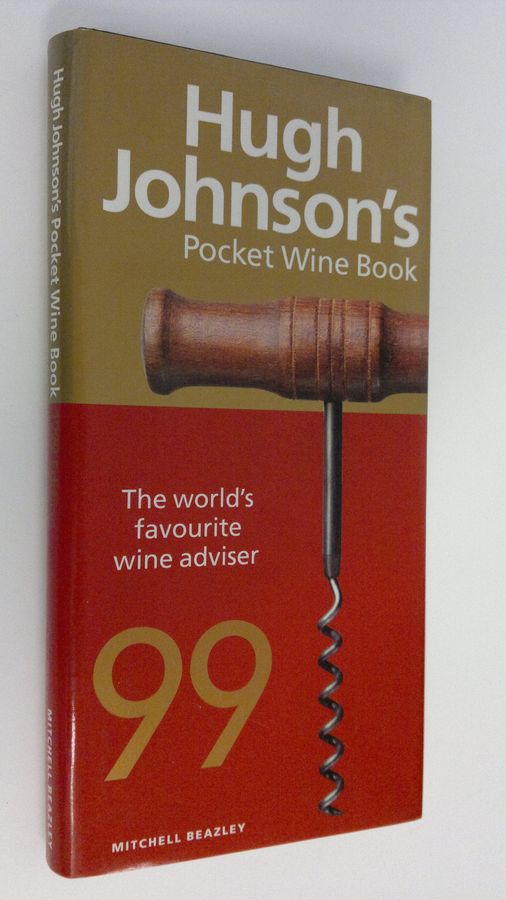 Hugh Johnson's Pocket Wine Book
MITCHELL BEAZLEY
Hugh
Johnson's
Pocket Wine Book
The world's
favourite
wine adviser
99
MITCHELL BEAZLEY